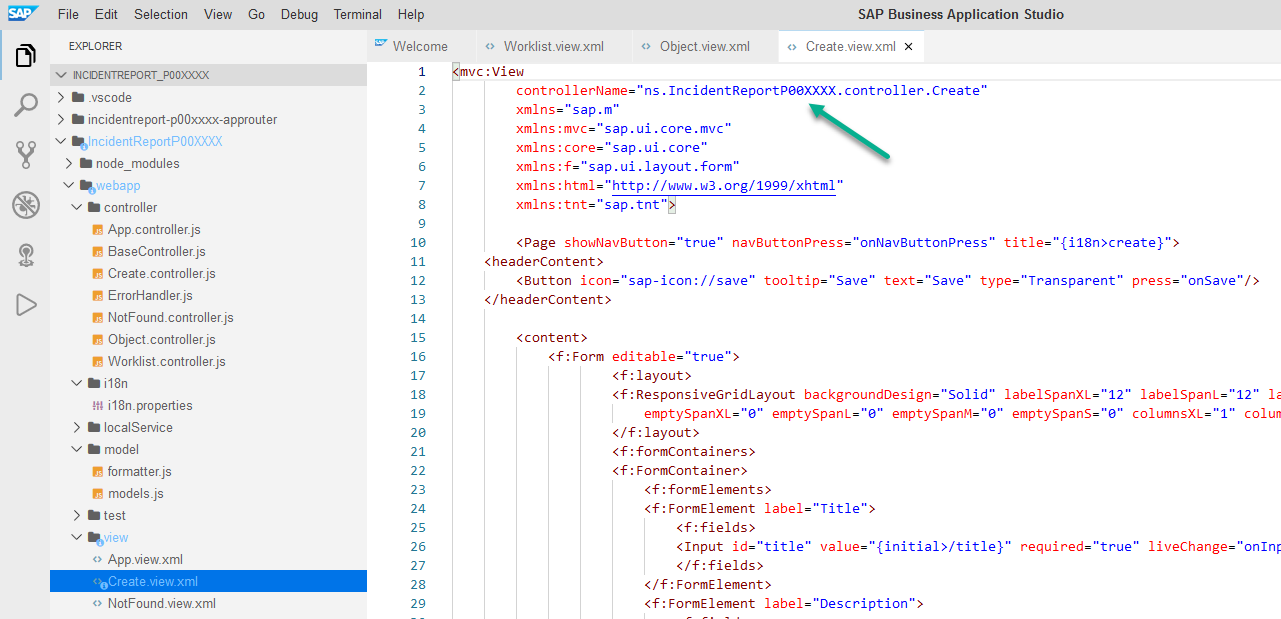 SAP File Edit Selection View Go Debug Terminal Help SAP Business Application Studio
EXPLORER
INCIDENTREPORT_P00XXXX
.vscode
incidentreport-p00xxxx-approuter
IncidentReportP00XXXX
node_modules
webapp
controller
App.controller.js
BaseController.js
Create.controller.js
ErrorHandler.js
NotFound.controller.js
Object.controller.js
Worklist.controller.js
i18n
i18n.properties
localService
model
formatter.js
models.js
test
view
App.view.xml
Create.view.xml
NotFound.view.xml
Welcome Worklist.view.xml Object.view.xml Create.view.xml
1 <mvc:View
2 controllerName="ns.IncidentReportP00XXXX.controller.Create"
3 xmlns="sap.m"
4 xmlns:mvc="sap.ui.core.mvc"
5 xmlns:core="sap.ui.core"
6 xmlns:f="sap.ui.layout.form"
7 xmlns:html="http://www.w3.org/1999/xhtml"
8 xmlns:tnt="sap.tnt">
9
10 <Page showNavButton="true" navButtonPress="onNavButtonPress" title="{i18n>create}">
11 <headerContent>
12 <Button icon="sap-icon://save" tooltip="Save" text="Save" type="Transparent" press="onSave"/>
13 </headerContent>
14
15 <content>
16 <f:Form editable="true">
17 <f:layout>
18 <f:ResponsiveGridLayout backgroundDesign="Solid" labelSpanXL="12" labelSpanL="12" la
19 emptySpanXL="0" emptySpanL="0" emptySpanM="0" emptySpanS="0" columnsXL="1" colum
20 </f:layout>
21 <f:formContainers>
22 <f:FormContainer>
23 <f:formElements>
24 <f:FormElement label="Title">
25 <f:fields>
26 <Input id="title" value="{initial>/title}" required="true" liveChange="onInp
27 </f:fields>
28 </f:FormElement>
29 <f:FormElement label="Description">